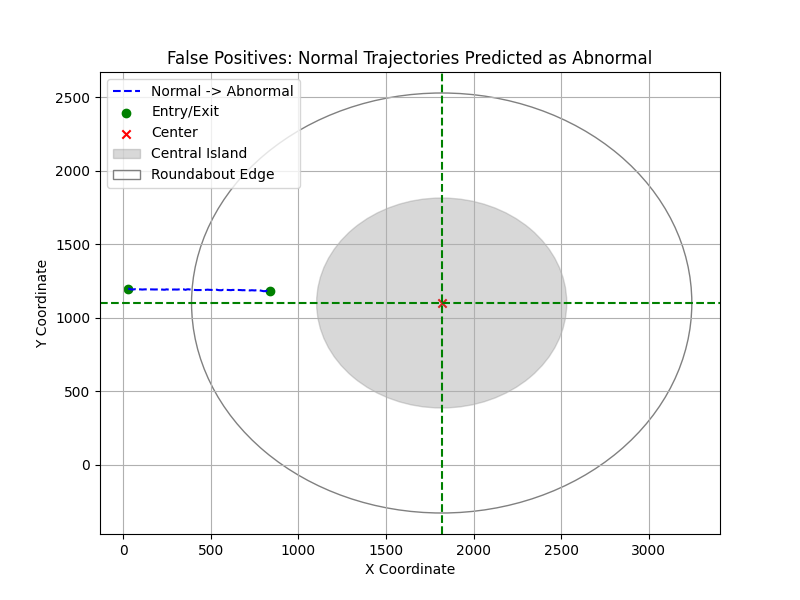 False Positives: Normal Trajectories Predicted as Abnormal
Normal -> Abnormal
Entry/Exit
Center
Central Island
Roundabout Edge
Y Coordinate
2500
2000
1500
1000
500
0
0 500 1000 1500 2000 2500 3000
X Coordinate